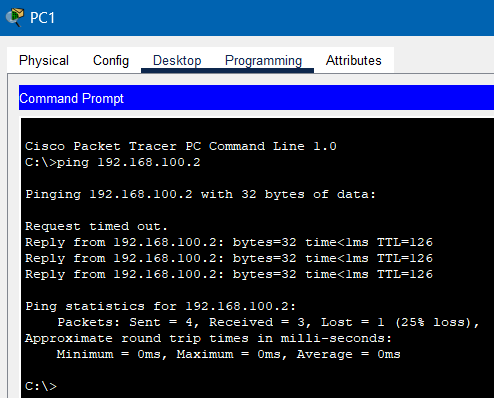 PC1
Physical Config Desktop Programming Attributes
Command Prompt
Cisco Packet Tracer PC Command Line 1.0
C:\>ping 192.168.100.2
Pinging 192.168.100.2 with 32 bytes of data:
Request timed out.
Reply from 192.168.100.2: bytes=32 time<1ms TTL=126
Reply from 192.168.100.2: bytes=32 time<1ms TTL=126
Reply from 192.168.100.2: bytes=32 time<1ms TTL=126
Ping statistics for 192.168.100.2:
Packets: Sent = 4, Received = 3, Lost = 1 (25% loss),
Approximate round trip times in milli-seconds:
Minimum = 0ms, Maximum = 0ms, Average = 0ms
C:\>